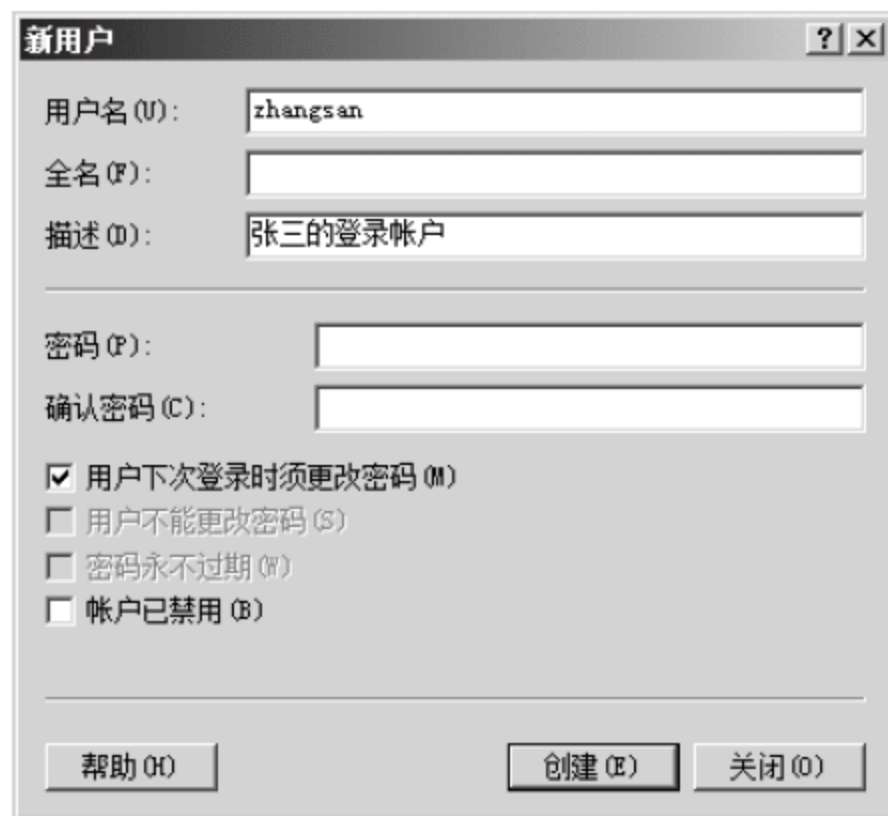 新用户
用户名(U): zhangsan
全名(F):
描述(D): 张三的登录帐户
密码(P):
确认密码(C):
用户下次登录时须更改密码(M)
用户不能更改密码(S)
密码永不过期(W)
帐户已禁用(B)
帮助(H) 创建(E) 关闭(O)